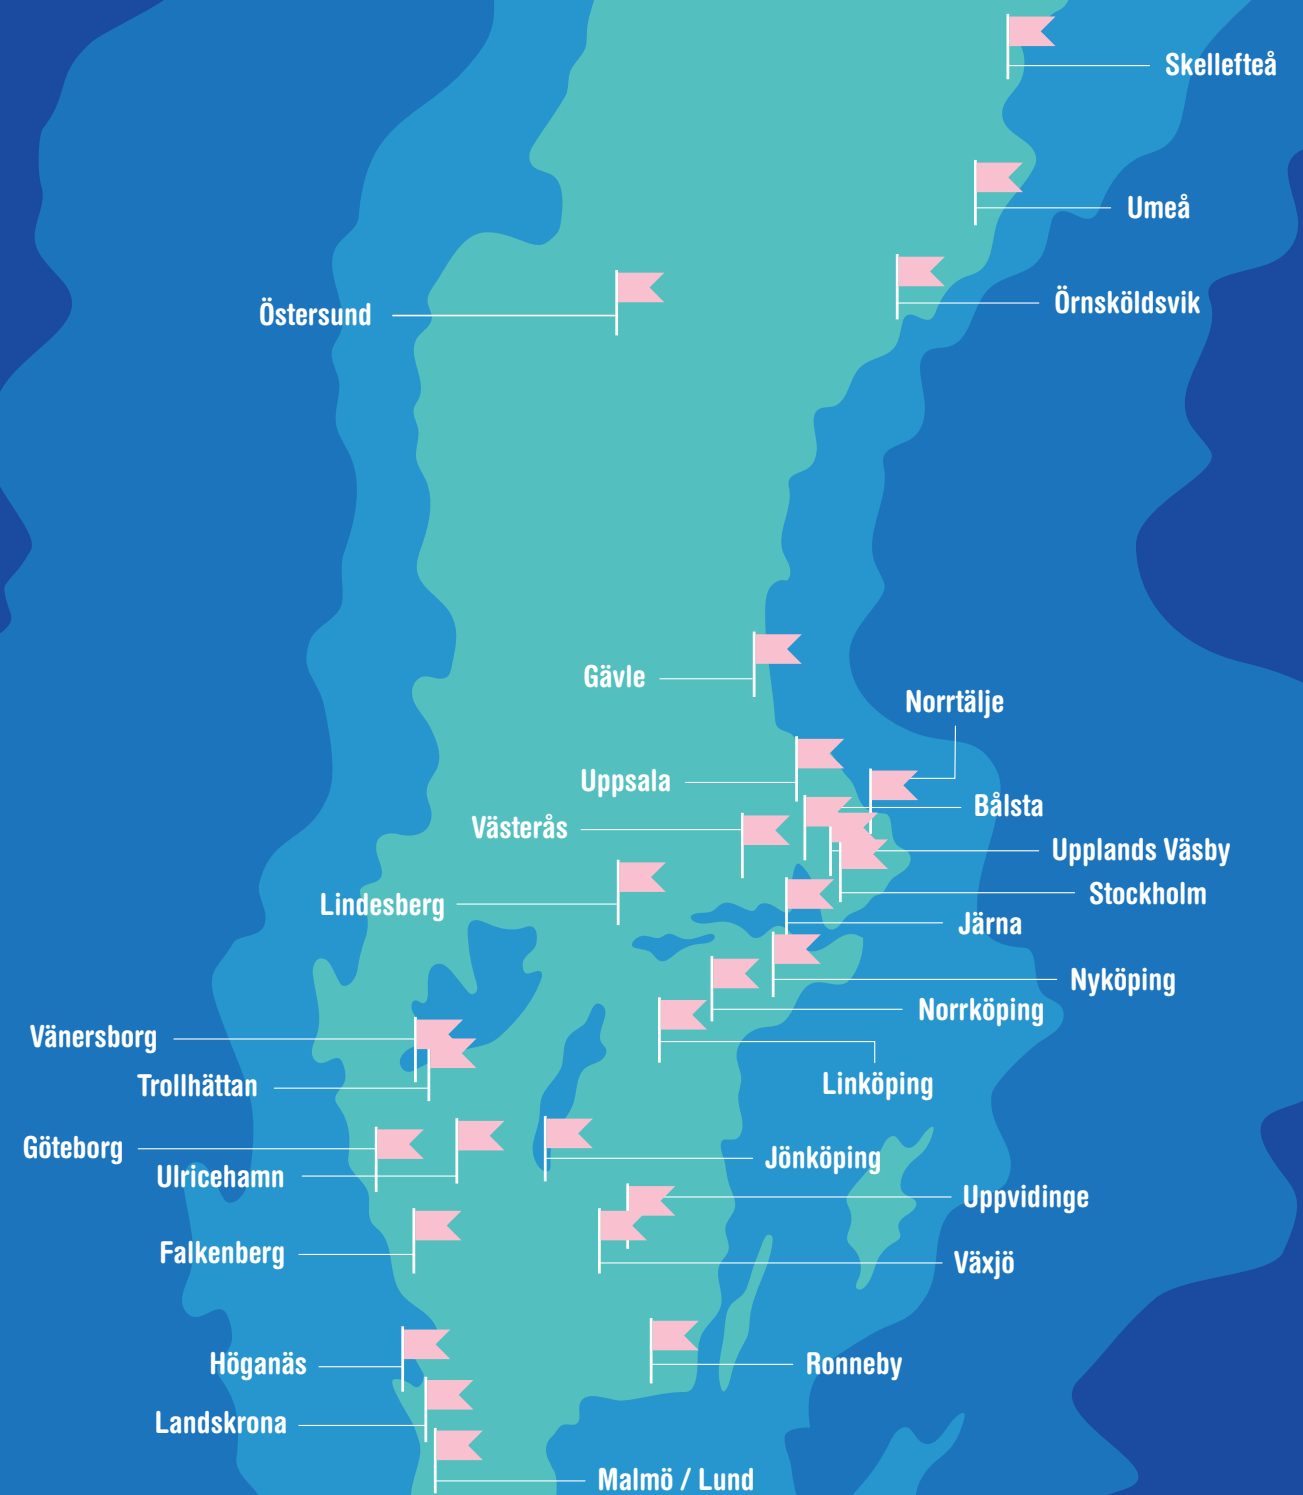 Skellefteå
Umeå
Örnsköldsvik
Östersund
Gävle
Norrtälje
Uppsala
Bålsta
Västerås
Upplands Väsby
Stockholm
Lindesberg
Järna
Nyköping
Norrköping
Vänersborg
Linköping
Trollhättan
Göteborg
Jönköping
Ulricehamn
Uppvidinge
Falkenberg
Växjö
Höganäs
Ronneby
Landskrona
Malmö / Lund